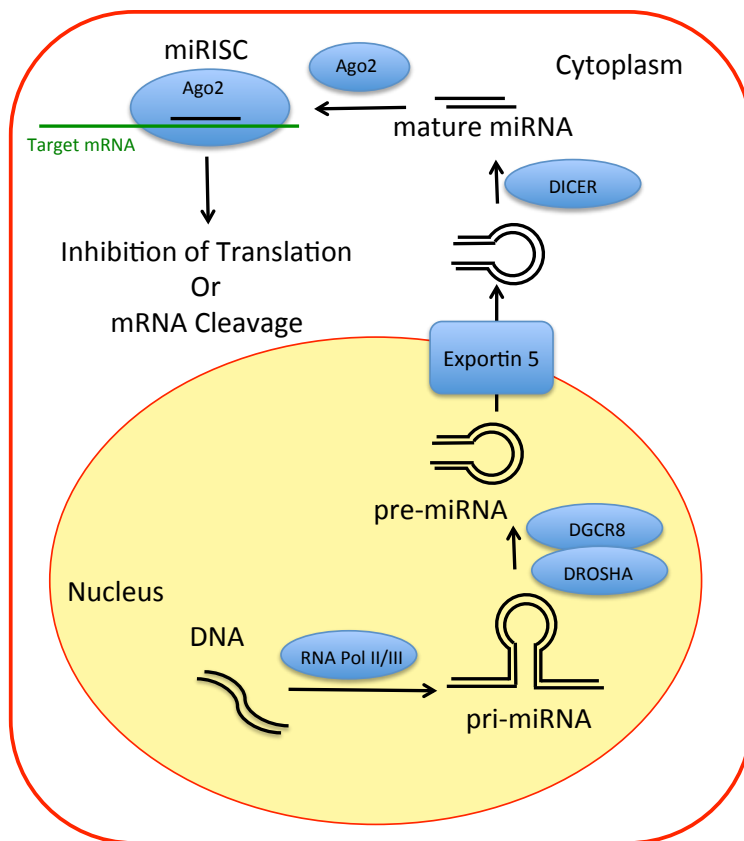 miRISC
Ago2
Cytoplasm
Ago2
mature miRNA
Target mRNA
DICER
Inhibition of Translation
Or
mRNA Cleavage
Exportin 5
pre-miRNA
DGCR8
DROSHA
Nucleus
DNA
RNA Pol II/III
pri-miRNA